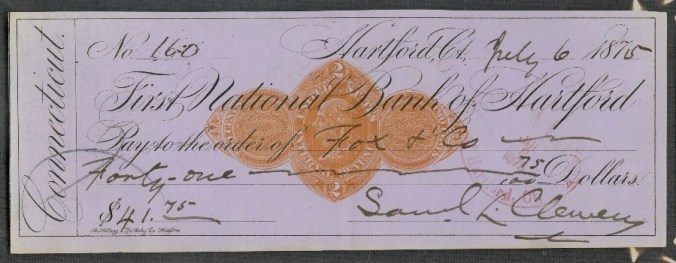 Connecticut.
No. 160 Hartford, Ct. July 6 1875
First National Bank of Hartford
Pay to the order of Fox & Co
Forty-one 75/100 Dollars.
$41.75 Saml. L. Clemens